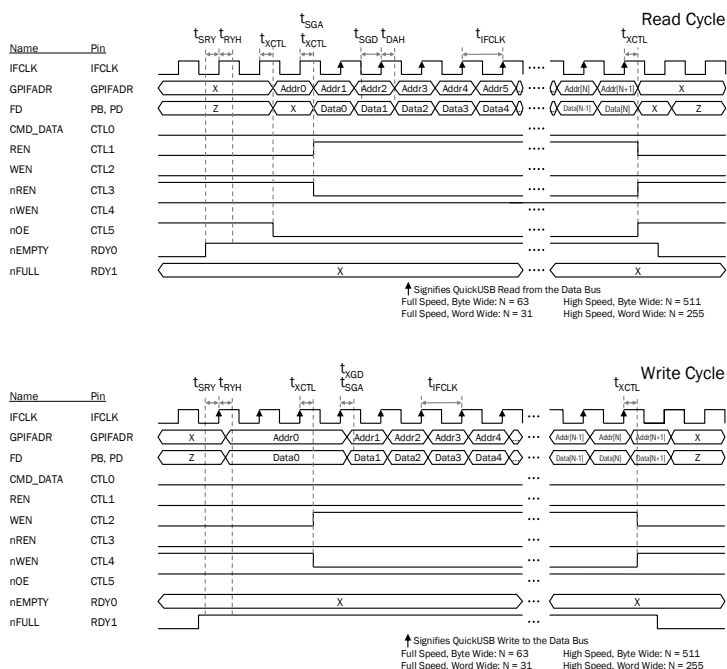 Read Cycle
tSRY tRYH tXCTL tSGA tXCTL tSGD tDAH tIFCLK tXCTL
Name Pin
IFCLK IFCLK
GPIFADR GPIFADR X Addr0 Addr1 Addr2 Addr3 Addr4 Addr5 Addr[N] Addr[N+1] X
FD PB, PD Z X Data0 Data1 Data2 Data3 Data4 Data[N-1] Data[N] X Z
CMD_DATA CTL0
REN CTL1
WEN CTL2
nREN CTL3
nWEN CTL4
nOE CTL5
nEMPTY RDY0
nFULL RDY1 X X
Signifies QuickUSB Read from the Data Bus
Full Speed, Byte Wide: N = 63 High Speed, Byte Wide: N = 511
Full Speed, Word Wide: N = 31 High Speed, Word Wide: N = 255
Write Cycle
tSRY tRYH tXCTL tXGD tSGA tIFCLK tXCTL
Name Pin
IFCLK IFCLK
GPIFADR GPIFADR X Addr0 Addr1 Addr2 Addr3 Addr4 Addr[N-1] Addr[N] Addr[N+1] X
FD PB, PD Z Data0 Data1 Data2 Data3 Data4 Data[N-1] Data[N] Data[N+1] Z
CMD_DATA CTL0
REN CTL1
WEN CTL2
nREN CTL3
nWEN CTL4
nOE CTL5
nEMPTY RDY0 X X
nFULL RDY1
Signifies QuickUSB Write to the Data Bus
Full Speed, Byte Wide: N = 63 High Speed, Byte Wide: N = 511
Full Speed, Word Wide: N = 31 High Speed, Word Wide: N = 255